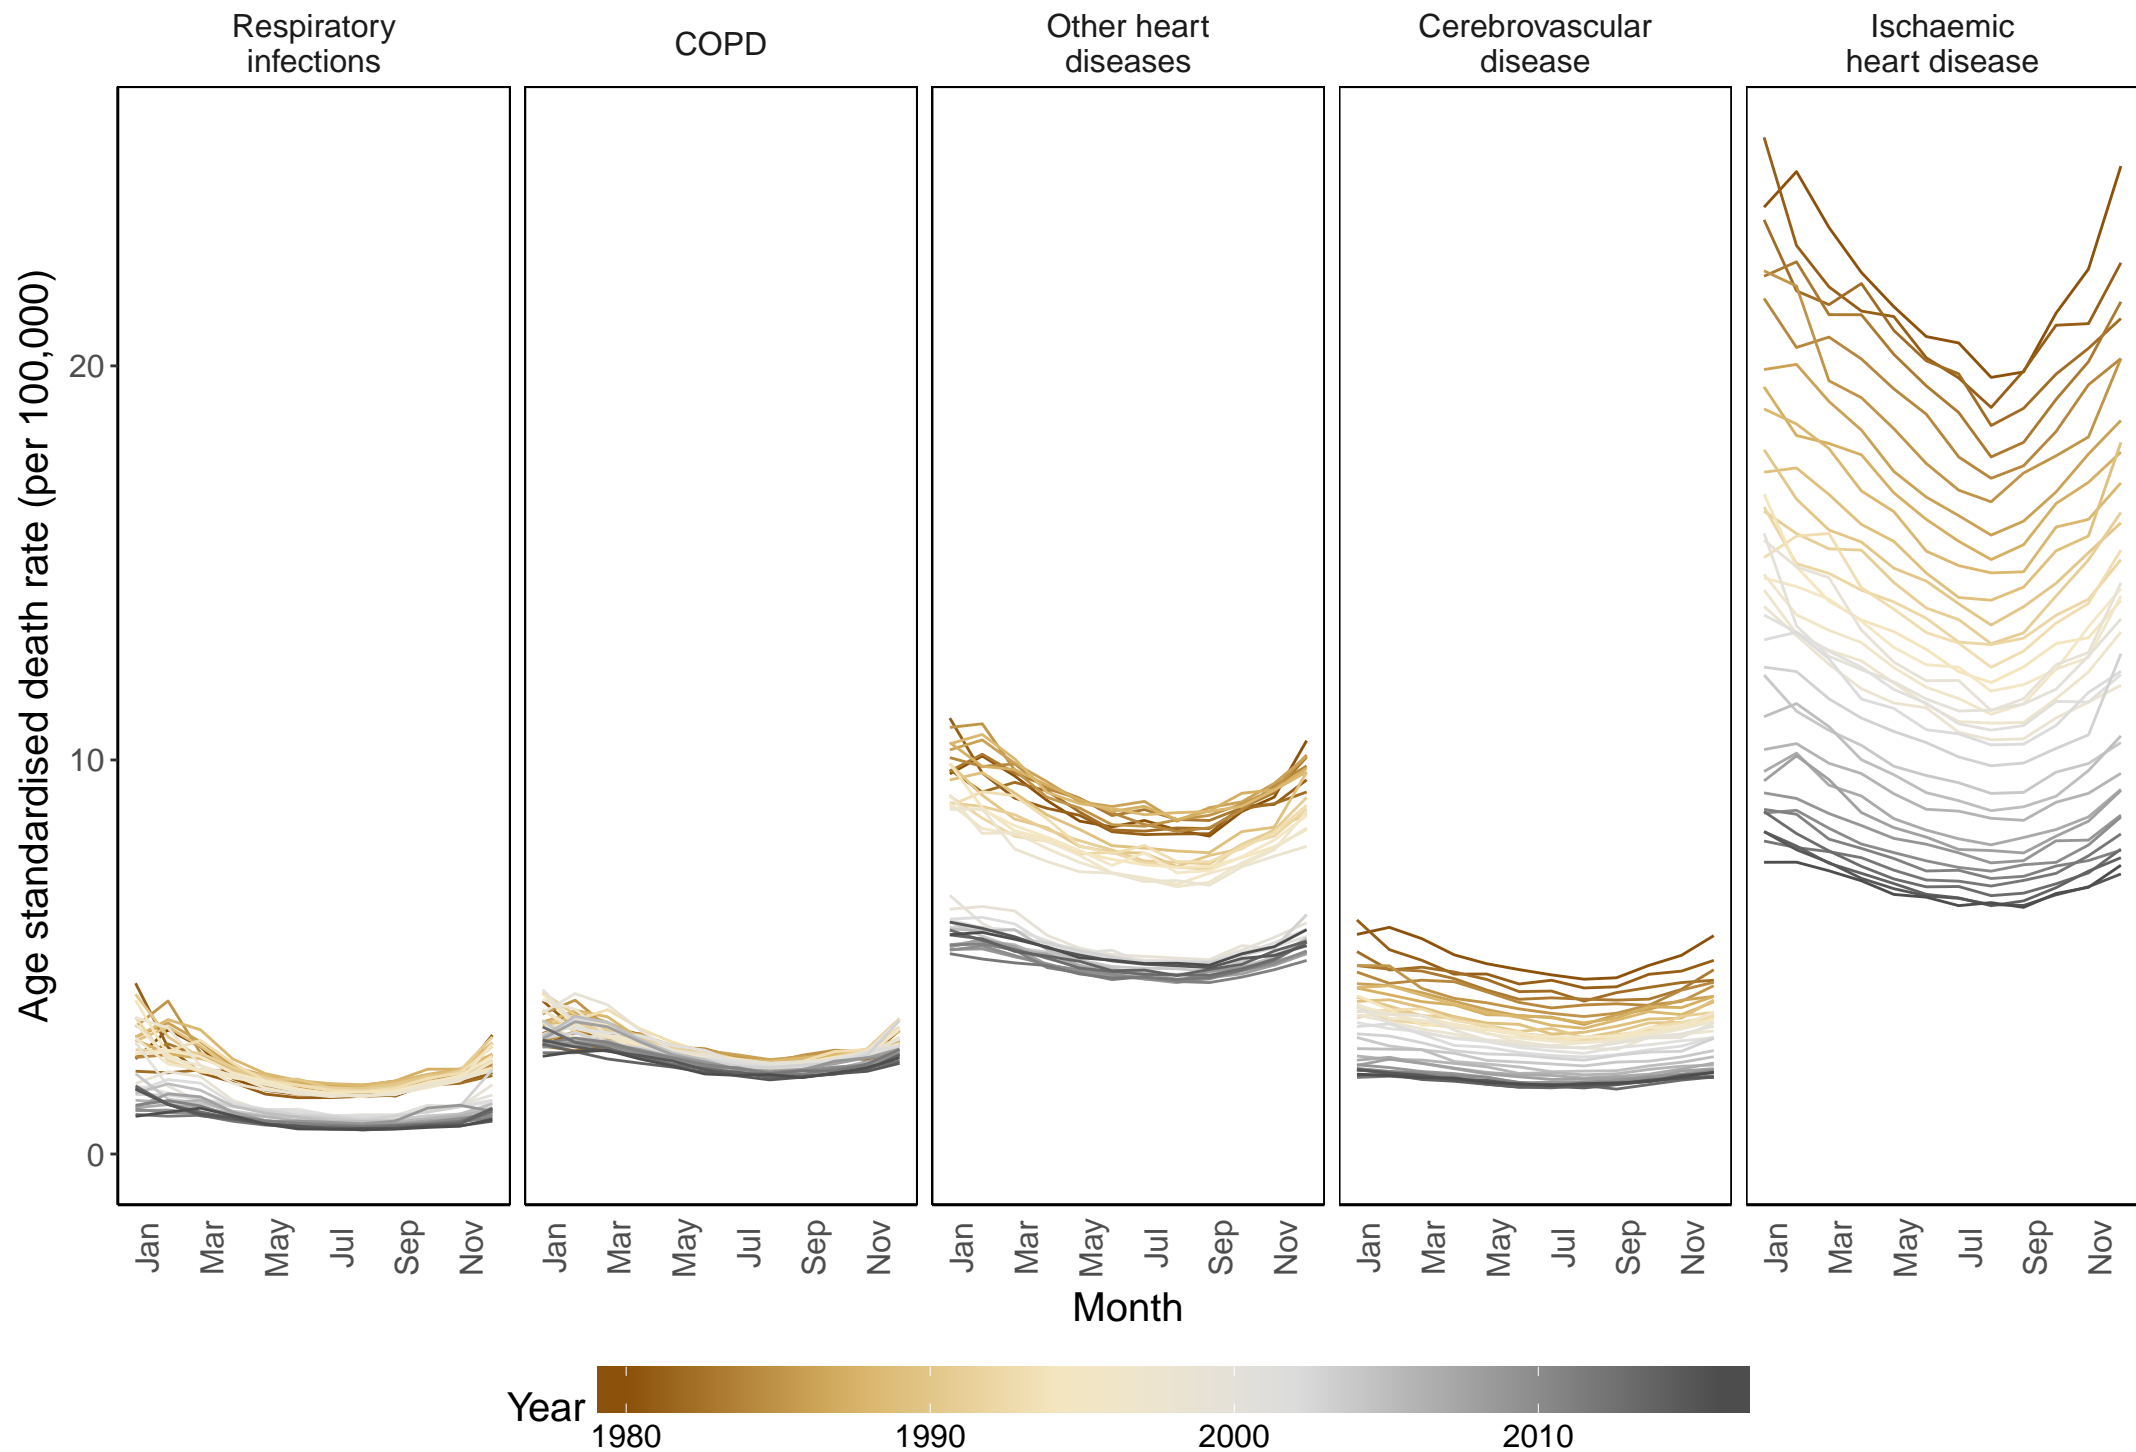 Respiratory
infections
COPD
Other heart
diseases
Cerebrovascular
disease
Ischaemic
heart disease
Age standardised death rate (per 100,000)
20
10
0
Jan Mar May Jul Sep Nov
Jan Mar May Jul Sep Nov
Jan Mar May Jul Sep Nov
Jan Mar May Jul Sep Nov
Jan Mar May Jul Sep Nov
Month
Year
1980 1990 2000 2010